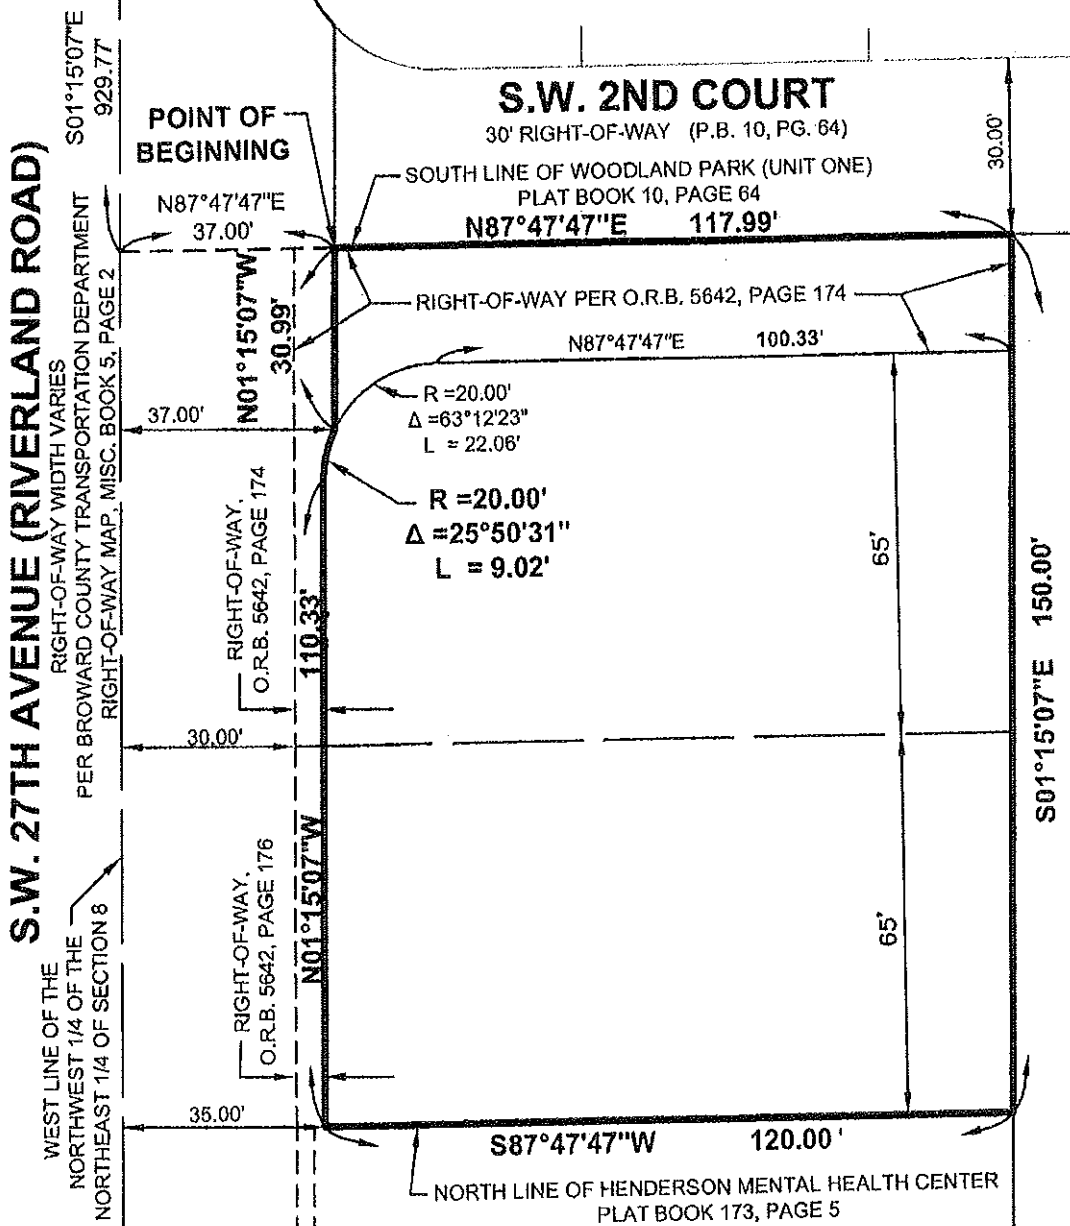 S.W. 27TH AVENUE (RIVERLAND ROAD)
RIGHT-OF-WAY WIDTH VARIES
PER BROWARD COUNTY TRANSPORTATION DEPARTMENT
RIGHT-OF-WAY MAP, MISC. BOOK 5, PAGE 2
S01°15'07"E
929.77'
POINT OF
BEGINNING
N87°47'47"E
37.00'
S.W. 2ND COURT
30' RIGHT-OF-WAY (P.B. 10, PG. 64)
30.00'
SOUTH LINE OF WOODLAND PARK (UNIT ONE)
PLAT BOOK 10, PAGE 64
N87°47'47"E 117.99'
N01°15'07"W
30.99'
RIGHT-OF-WAY PER O.R.B. 5642, PAGE 174
N87°47'47"E 100.33'
R =20.00'
Δ =63°12'23"
L = 22.06'
37.00'
R =20.00'
Δ =25°50'31"
L = 9.02'
RIGHT-OF-WAY,
O.R.B. 5642, PAGE 174
110.33'
65'
S01°15'07"E 150.00'
30.00'
N01°15'07"W
RIGHT-OF-WAY,
O.R.B. 5642, PAGE 176
65'
WEST LINE OF THE
NORTHWEST 1/4 OF THE
NORTHEAST 1/4 OF SECTION 8
35.00'
S87°47'47"W 120.00'
NORTH LINE OF HENDERSON MENTAL HEALTH CENTER
PLAT BOOK 173, PAGE 5